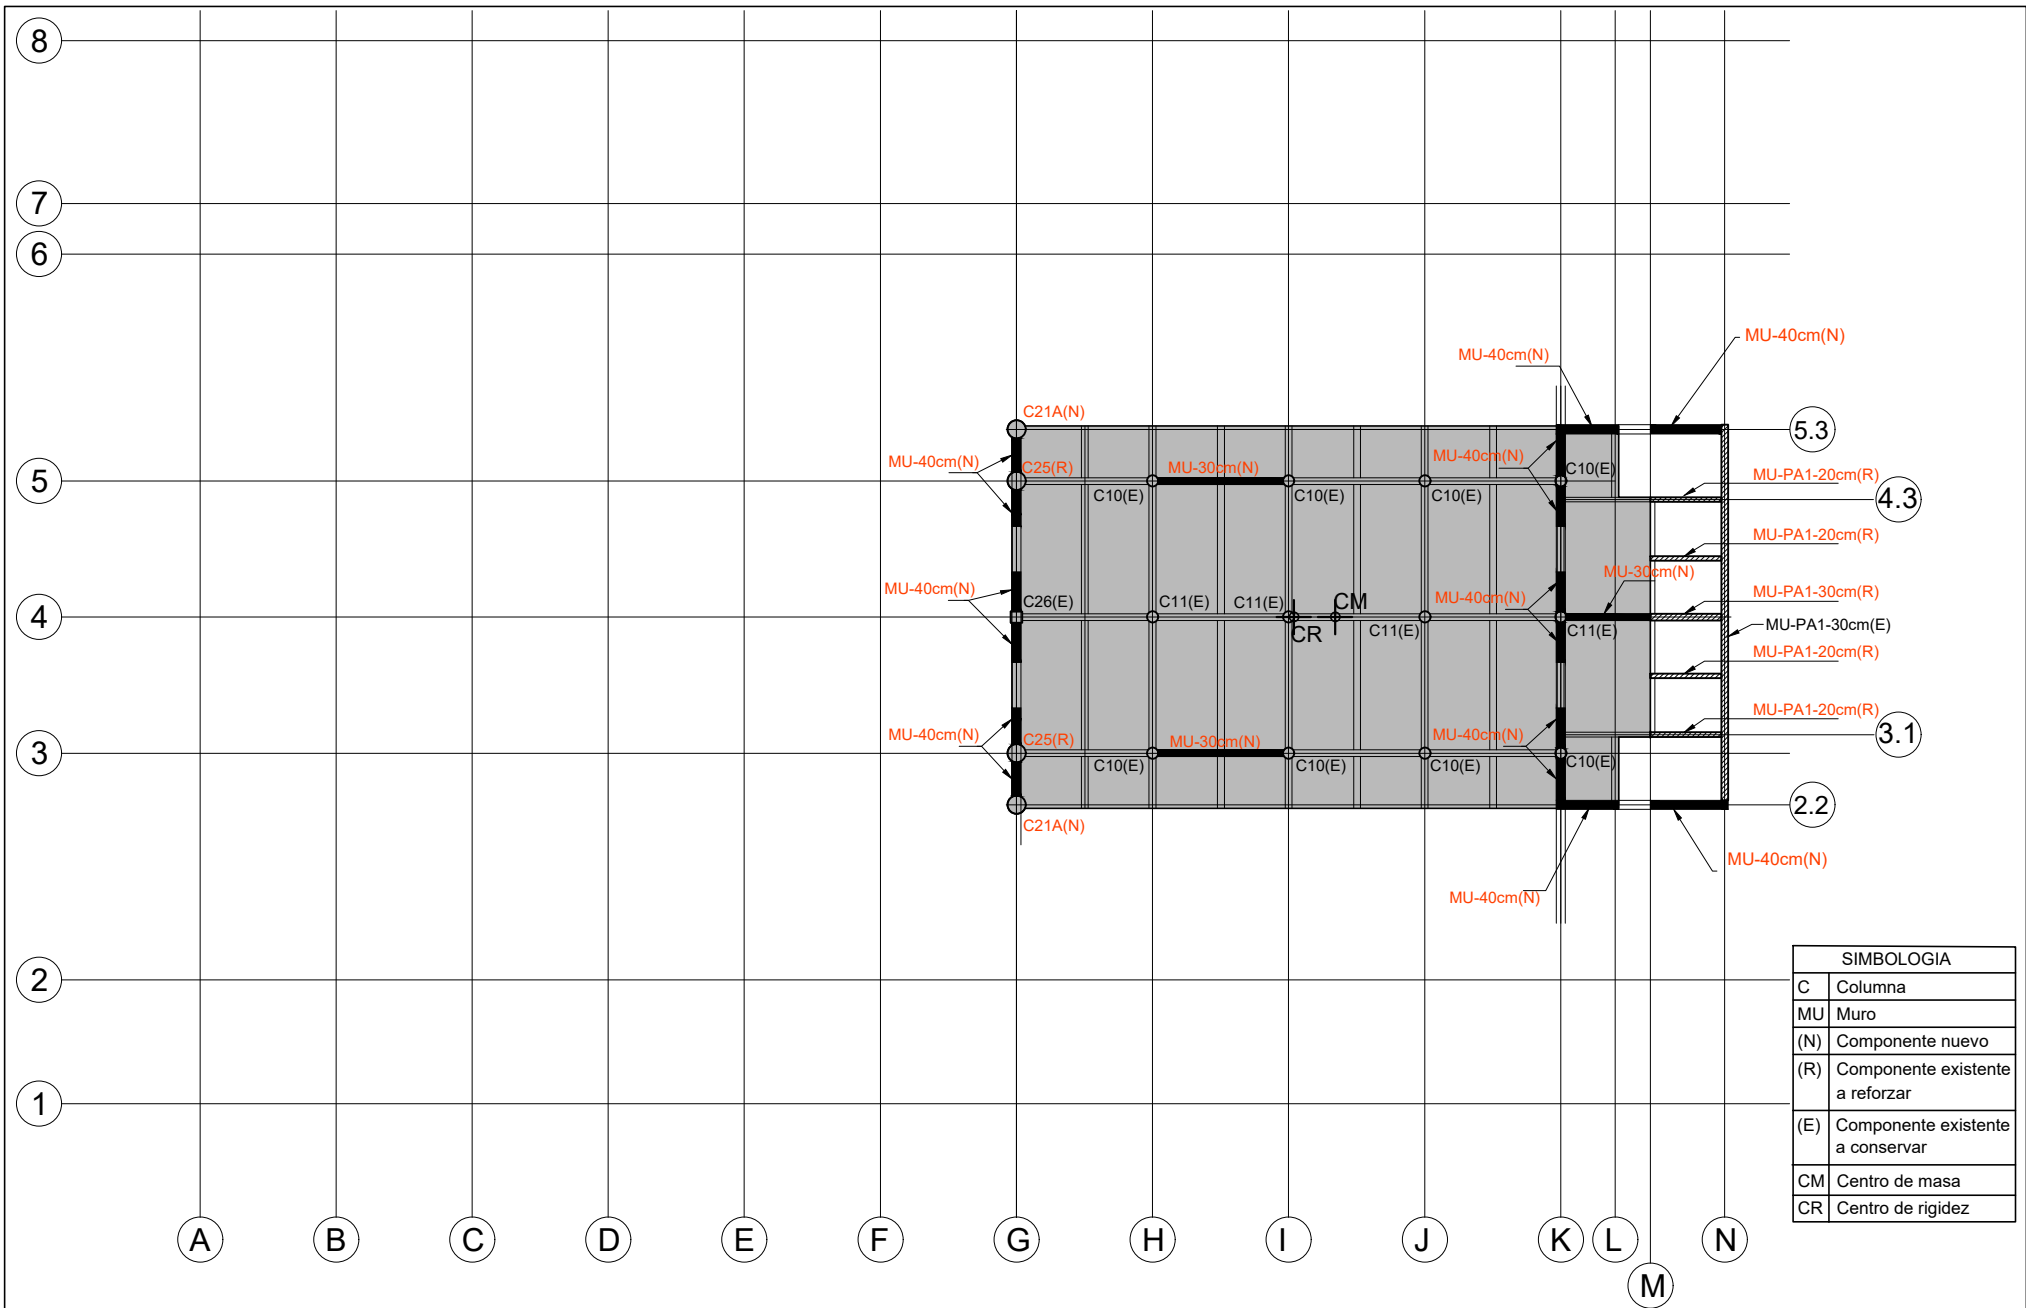 8
7
6
MU-40cm(N)
MU-40cm(N)
C21A(N)
5.3
MU-40cm(N)
C25(R)
MU-30cm(N)
MU-40cm(N)
C10(E)
MU-PA1-20cm(R)
5
C10(E)
C10(E)
C10(E)
4.3
MU-PA1-20cm(R)
MU-30cm(N)
MU-40cm(N)
C26(E)
C11(E)
C11(E)
CM
MU-40cm(N)
MU-PA1-30cm(R)
4
CR
C11(E)
C11(E)
MU-PA1-30cm(E)
MU-PA1-20cm(R)
MU-PA1-20cm(R)
MU-40cm(N)
C25(R)
MU-30cm(N)
MU-40cm(N)
3.1
3
C10(E)
C10(E)
C10(E)
C10(E)
2.2
C21A(N)
MU-40cm(N)
MU-40cm(N)
2
1
SIMBOLOGIA
C Columna
MU Muro
(N) Componente nuevo
(R) Componente existente
a reforzar
(E) Componente existente
a conservar
CM Centro de masa
CR Centro de rigidez
A B C D E F G H I J K L N
M